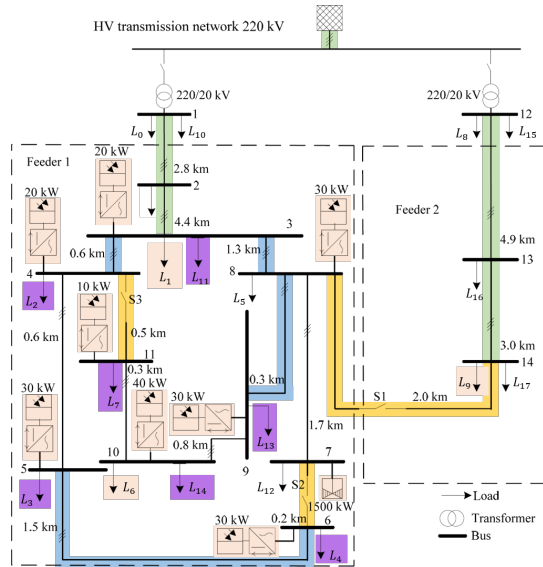 HV transmission network 220 kV
220/20 kV
220/20 kV
1
12
L0
L10
L8
L15
Feeder 1
20 kW
2.8 km
20 kW
2
30 kW
Feeder 2
4.4 km
3
4.9 km
0.6 km
1.3 km
13
4
L1
L11
8
L2
S3
L5
L16
10 kW
0.6 km
0.5 km
3.0 km
11
14
0.3 km
0.3 km
L9
L17
30 kW
L7
40 kW
30 kW
S1
2.0 km
L13
1.7 km
0.8 km
10
7
5
9
L3
L6
L14
L12
S2
1500 kW
1.5 km
30 kW
0.2 km
6
L4
Load
Transformer
Bus